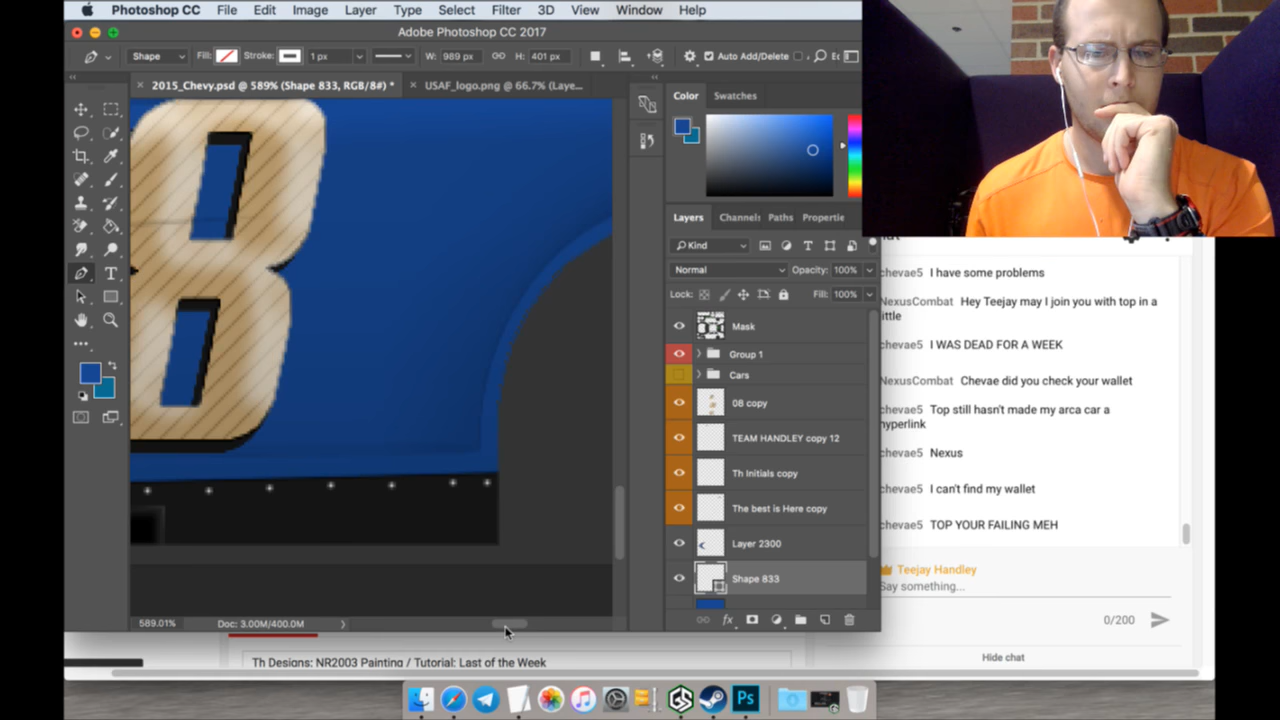 Photoshop CC File Edit Image Layer Type Select Filter 3D View Window Help
Adobe Photoshop CC 2017
Shape Fill: Stroke: 1 px W: 989 px H: 401 px Auto Add/Delete
2015_Chevy.psd @ 589% (Shape 833, RGB/8#) * USAF_logo.png @ 66.7% (Laye...
Color Swatches
8
Layers Channel Paths Propertie
Kind
Normal Opacity: 100%
Lock: Fill: 100%
Mask
Group 1
Cars
08 copy
TEAM HANDLEY copy 12
Th Initials copy
The best is Here copy
Layer 2300
Shape 833
fx
589.01% Doc: 3.00M/400.0M
chevae5 I have some problems
NexusCombat Hey Teejay may I join you with top in a
little
chevae5 I WAS DEAD FOR A WEEK
NexusCombat Chevae did you check your wallet
chevae5 Top still hasn't made my arca car a
hyperlink
chevae5 Nexus
chevae5 I can't find my wallet
chevae5 TOP YOUR FAILING MEH
Teejay Handley
Say something...
0/200
Hide chat
Th Designs: NR2003 Painting / Tutorial: Last of the Week
Ps